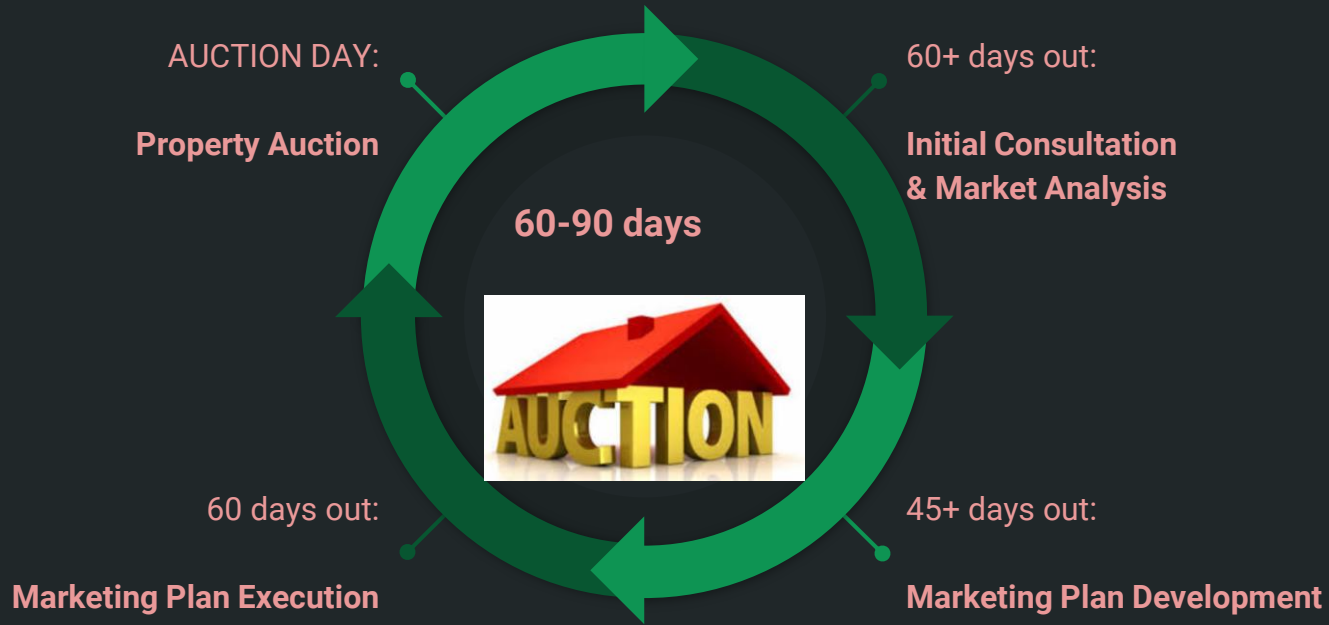 AUCTION DAY:
Property Auction
60+ days out:
Initial Consultation
& Market Analysis
60-90 days
AUCTION
60 days out:
Marketing Plan Execution
45+ days out:
Marketing Plan Development